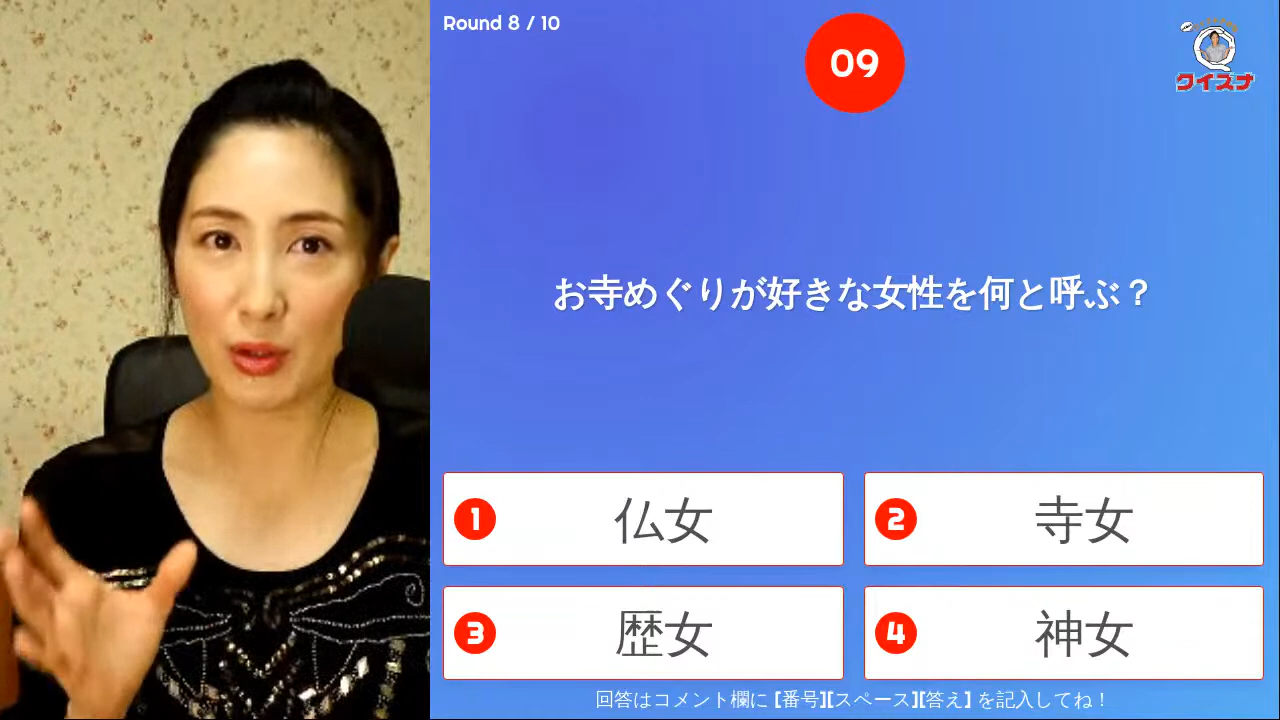 Round 8 / 10
09
クイズナ
お寺めぐりが好きな女性を何と呼ぶ？
1 仏女
2 寺女
3 歴女
4 神女
回答はコメント欄に [番号][スペース][答え] を記入してね！